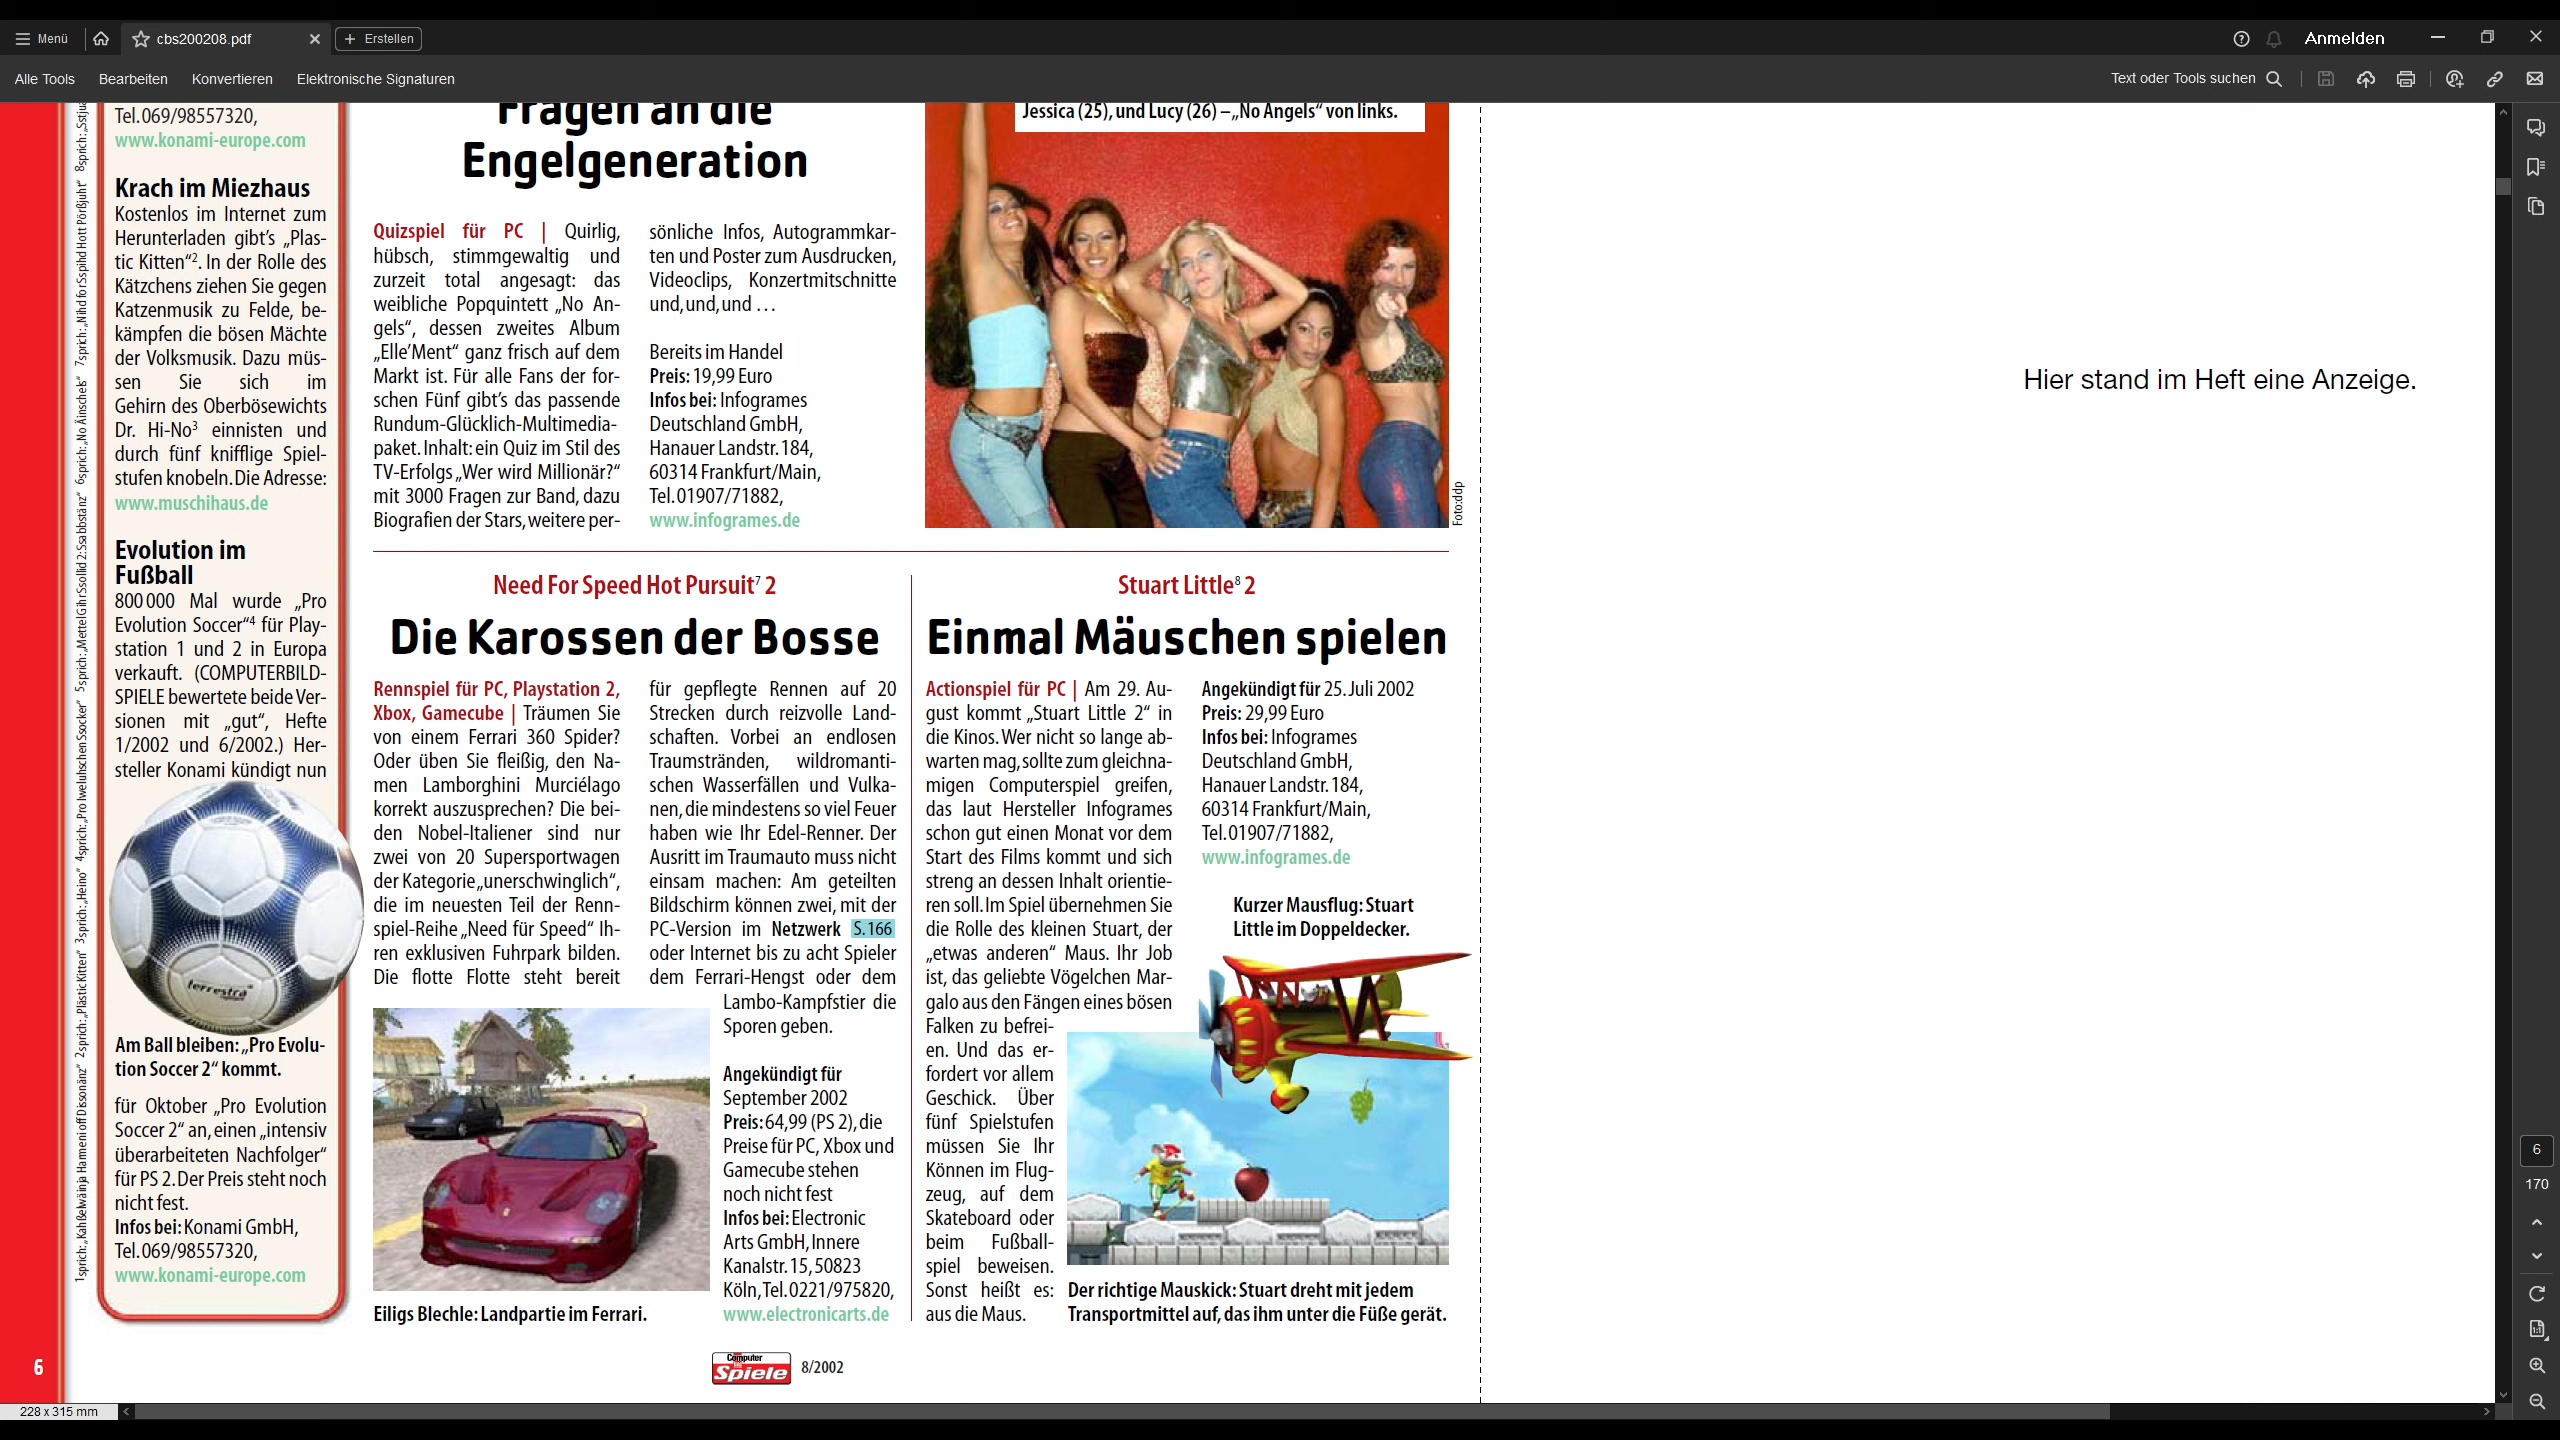 Menü
cbs200208.pdf
Erstellen
Anmelden
Alle Tools
Bearbeiten
Konvertieren
Elektronische Signaturen
Text oder Tools suchen
Tel. 069/98557320,
www.konami-europe.com
Krach im Miezhaus
Kostenlos im Internet zum
Herunterladen gibt's „Plas-
tic Kitten“2. In der Rolle des
Kätzchens ziehen Sie gegen
Katzenmusik zu Felde, be-
kämpfen die bösen Mächte
der Volksmusik. Dazu müs-
sen Sie sich im
Gehirn des Oberbösewichts
Dr. Hi-No3 einnisten und
durch fünf knifflige Spiel-
stufen knobeln. Die Adresse:
www.muschihaus.de
Evolution im
Fußball
800 000 Mal wurde „Pro
Evolution Soccer“4 für Play-
station 1 und 2 in Europa
verkauft. (COMPUTERBILD-
SPIELE bewertete beide Ver-
sionen mit „gut“, Hefte
1/2002 und 6/2002.) Her-
steller Konami kündigt nun
terrestra
Am Ball bleiben: „Pro Evolu-
tion Soccer 2“ kommt.
für Oktober „Pro Evolution
Soccer 2“ an, einen „intensiv
überarbeiteten Nachfolger“
für PS 2. Der Preis steht noch
nicht fest.
Infos bei: Konami GmbH,
Tel. 069/98557320,
www.konami-europe.com
Fragen an die
Engelgeneration
Quizspiel für PC | Quirlig,
hübsch, stimmgewaltig und
zurzeit total angesagt: das
weibliche Popquintett „No An-
gels“, dessen zweites Album
„Elle'Ment“ ganz frisch auf dem
Markt ist. Für alle Fans der for-
schen Fünf gibt's das passende
Rundum-Glücklich-Multimedia-
paket. Inhalt: ein Quiz im Stil des
TV-Erfolgs „Wer wird Millionär?“
mit 3000 Fragen zur Band, dazu
Biografien der Stars, weitere per-
sönliche Infos, Autogrammkar-
ten und Poster zum Ausdrucken,
Videoclips, Konzertmitschnitte
und, und, und …
Bereits im Handel
Preis: 19,99 Euro
Infos bei: Infogrames
Deutschland GmbH,
Hanauer Landstr. 184,
60314 Frankfurt/Main,
Tel. 01907/71882,
www.infogrames.de
Jessica (25), und Lucy (26) – „No Angels“ von links.
Foto: ddp
Need For Speed Hot Pursuit7 2
Die Karossen der Bosse
Rennspiel für PC, Playstation 2,
Xbox, Gamecube | Träumen Sie
von einem Ferrari 360 Spider?
Oder üben Sie fleißig, den Na-
men Lamborghini Murciélago
korrekt auszusprechen? Die bei-
den Nobel-Italiener sind nur
zwei von 20 Supersportwagen
der Kategorie „unerschwinglich“,
die im neuesten Teil der Renn-
spiel-Reihe „Need für Speed“ Ih-
ren exklusiven Fuhrpark bilden.
Die flotte Flotte steht bereit
für gepflegte Rennen auf 20
Strecken durch reizvolle Land-
schaften. Vorbei an endlosen
Traumstränden, wildromanti-
schen Wasserfällen und Vulka-
nen, die mindestens so viel Feuer
haben wie Ihr Edel-Renner. Der
Ausritt im Traumauto muss nicht
einsam machen: Am geteilten
Bildschirm können zwei, mit der
PC-Version im Netzwerk S. 166
oder Internet bis zu acht Spieler
dem Ferrari-Hengst oder dem
Lambo-Kampfstier die
Sporen geben.
Angekündigt für
September 2002
Preis: 64,99 (PS 2), die
Preise für PC, Xbox und
Gamecube stehen
noch nicht fest
Infos bei: Electronic
Arts GmbH, Innere
Kanalstr. 15, 50823
Köln, Tel. 0221/975820,
www.electronicarts.de
Eiligs Blechle: Landpartie im Ferrari.
Stuart Little8 2
Einmal Mäuschen spielen
Actionspiel für PC | Am 29. Au-
gust kommt „Stuart Little 2“ in
die Kinos. Wer nicht so lange ab-
warten mag, sollte zum gleichna-
migen Computerspiel greifen,
das laut Hersteller Infogrames
schon gut einen Monat vor dem
Start des Films kommt und sich
streng an dessen Inhalt orientie-
ren soll. Im Spiel übernehmen Sie
die Rolle des kleinen Stuart, der
„etwas anderen“ Maus. Ihr Job
ist, das geliebte Vögelchen Mar-
galo aus den Fängen eines bösen
Falken zu befrei-
en. Und das er-
fordert vor allem
Geschick. Über
fünf Spielstufen
müssen Sie Ihr
Können im Flug-
zeug, auf dem
Skateboard oder
beim Fußball-
spiel beweisen.
Sonst heißt es:
aus die Maus.
Angekündigt für 25. Juli 2002
Preis: 29,99 Euro
Infos bei: Infogrames
Deutschland GmbH,
Hanauer Landstr. 184,
60314 Frankfurt/Main,
Tel. 01907/71882,
www.infogrames.de
Kurzer Mausflug: Stuart
Little im Doppeldecker.
Der richtige Mauskick: Stuart dreht mit jedem
Transportmittel auf, das ihm unter die Füße gerät.
6
Computer
Bild
Spiele
8/2002
Hier stand im Heft eine Anzeige.
6
170
228 x 315 mm